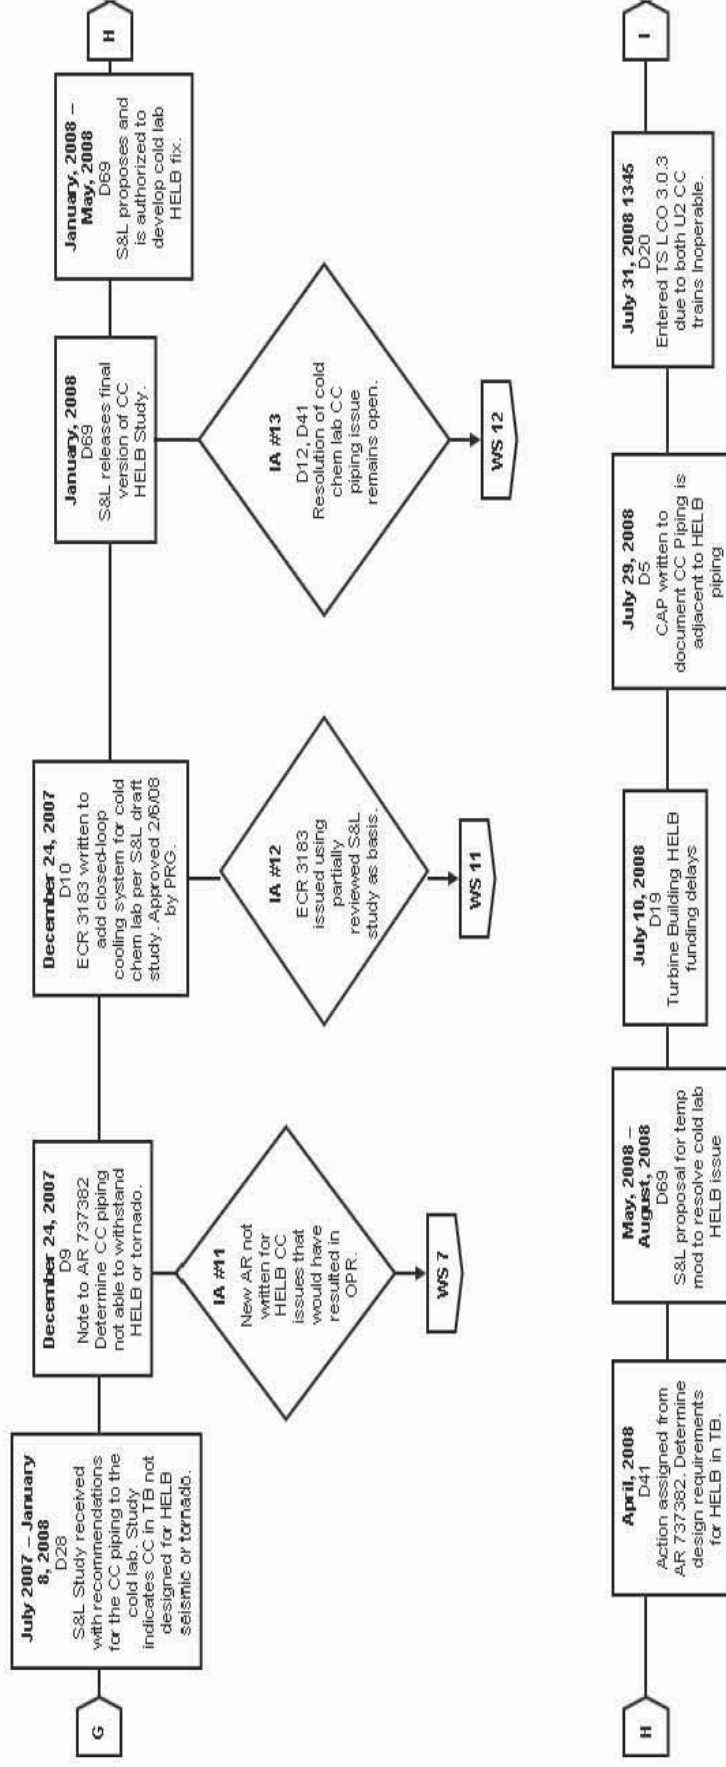 G
July 2007 – January
8, 2008
D28
S&L Study received
with recommendations
for the CC piping to the
cold lab. Study
indicates CC in TB not
designed for HELB
seismic or tornado.
December 24, 2007
D9
Note to AR 737382
Determine CC piping
not able to withstand
HELB or tornado.
IA #11
New AR not
written for
HELB CC
issues that
would have
resulted in
OPR.
WS 7
December 24, 2007
D10
ECR 3183 written to
add closed-loop
cooling system for cold
chem lab per S&L draft
study. Approved 2/6/08
by PRG.
IA #12
ECR 3183
issued using
partially
reviewed S&L
study as basis.
WS 11
January, 2008
D69
S&L releases final
version of CC
HELB Study.
IA #13
D12, D41
Resolution of cold
chem lab CC
piping issue
remains open.
WS 12
January, 2008 –
May, 2008
D69
S&L proposes and
is authorized to
develop cold lab
HELB fix.
H
H
April, 2008
D41
Action assigned from
AR 737382. Determine
design requirements
for HELB in TB.
May, 2008 –
August, 2008
D69
S&L proposal for temp
mod to resolve cold lab
HELB issue
July 10, 2008
D19
Turbine Building HELB
funding delays
July 29, 2008
D5
CAP written to
document CC Piping is
adjacent to HELB
piping
July 31, 2008 1345
D20
Entered TS LCO 3.0.3
due to both U2 CC
trains Inoperable.
I